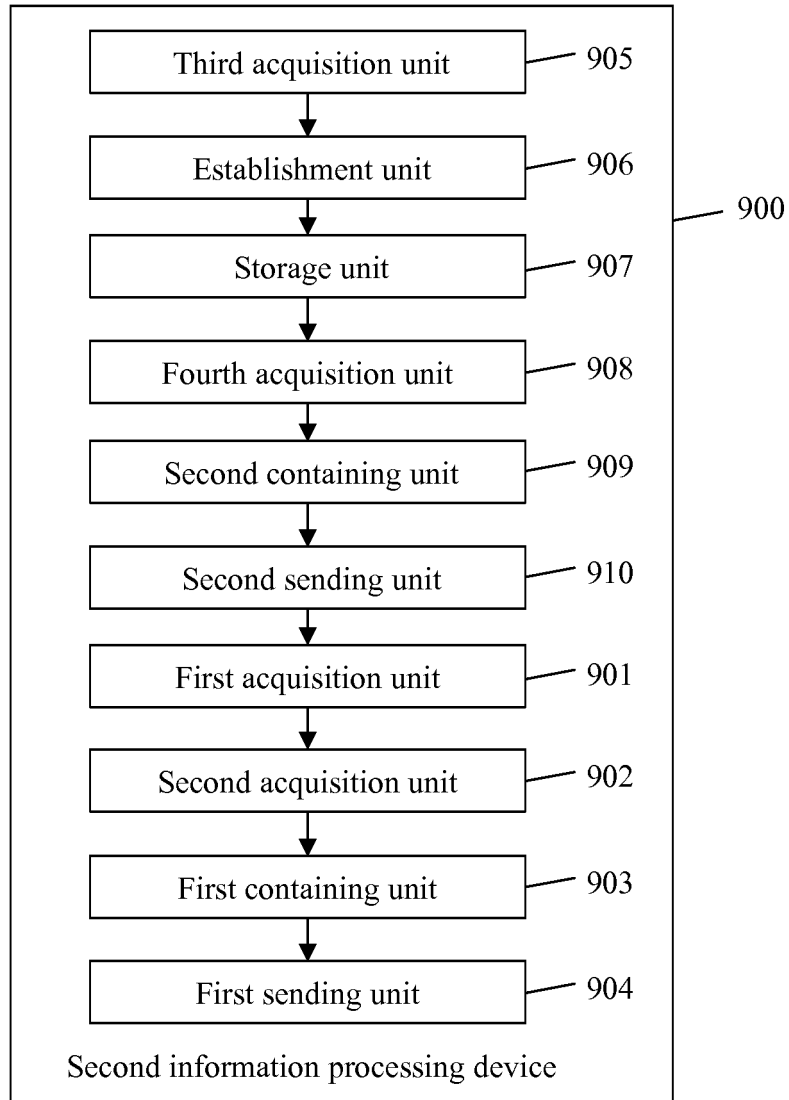 Third acquisition unit 905
Establishment unit 906
900
Storage unit 907
Fourth acquisition unit 908
Second containing unit 909
Second sending unit 910
First acquisition unit 901
Second acquisition unit 902
First containing unit 903
First sending unit 904
Second information processing device